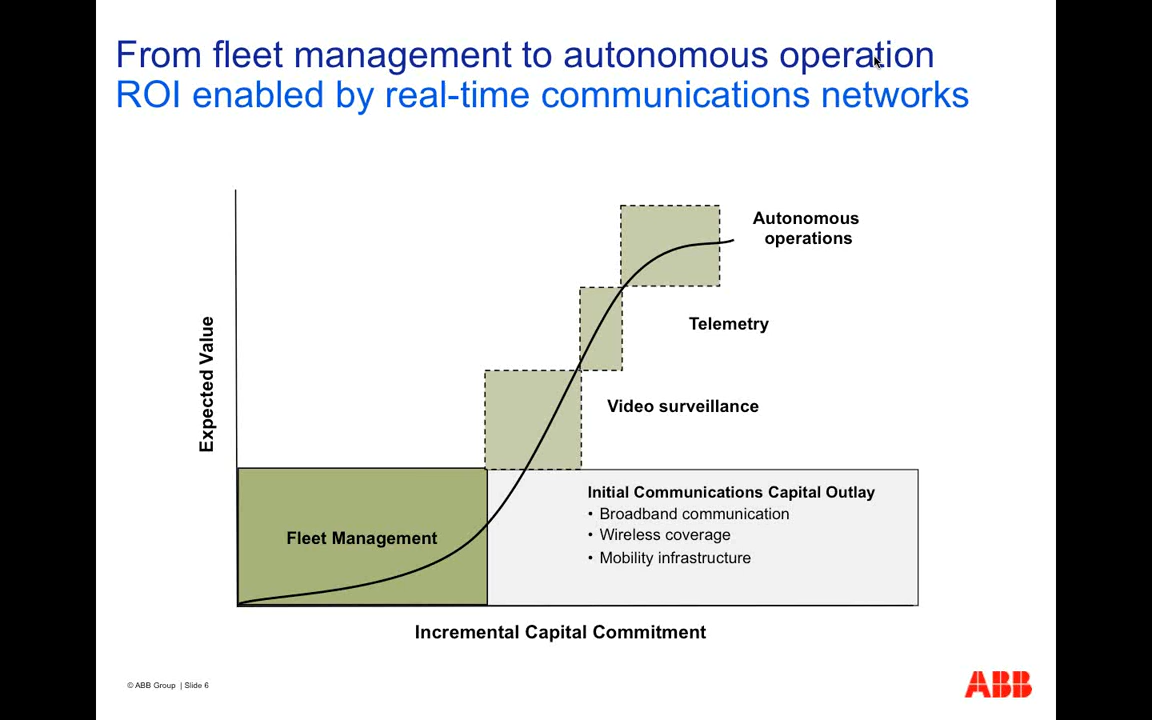 From fleet management to autonomous operation
ROI enabled by real-time communications networks
Autonomous
operations
Telemetry
Video surveillance
Expected Value
Initial Communications Capital Outlay
• Broadband communication
• Wireless coverage
• Mobility infrastructure
Fleet Management
Incremental Capital Commitment
© ABB Group | Slide 6
ABB